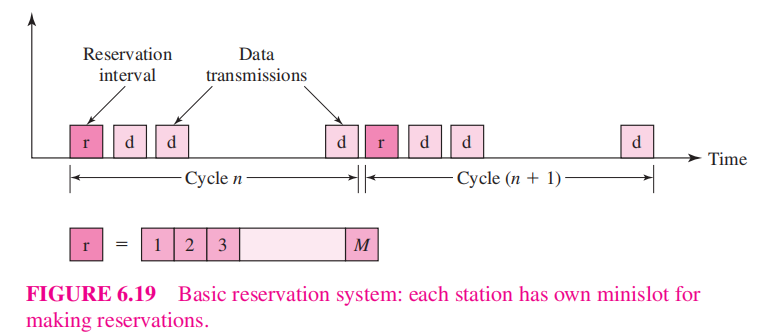 Reservation
interval
Data
transmissions
r d d d r d d d
Time
Cycle n
Cycle (n + 1)
r = 1 2 3 M
FIGURE 6.19 Basic reservation system: each station has own minislot for
making reservations.